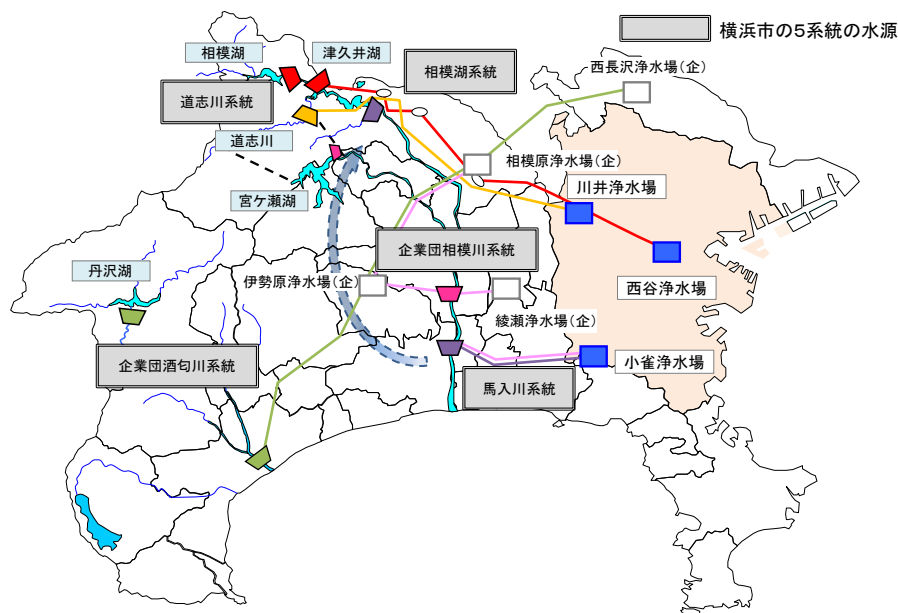 横浜市の5系統の水源
相模湖
津久井湖
相模湖系統
西長沢浄水場(企)
道志川系統
道志川
相模原浄水場(企)
宮ケ瀬湖
川井浄水場
企業団相模川系統
丹沢湖
伊勢原浄水場(企)
西谷浄水場
綾瀬浄水場(企)
企業団酒匂川系統
小雀浄水場
馬入川系統